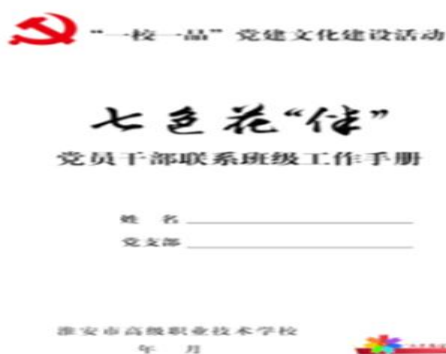 “一校一品”党建文化建设活动
七色花“伴”
党员干部联系班级工作手册
姓 名
党支部
淮安市高级职业技术学校
年 月